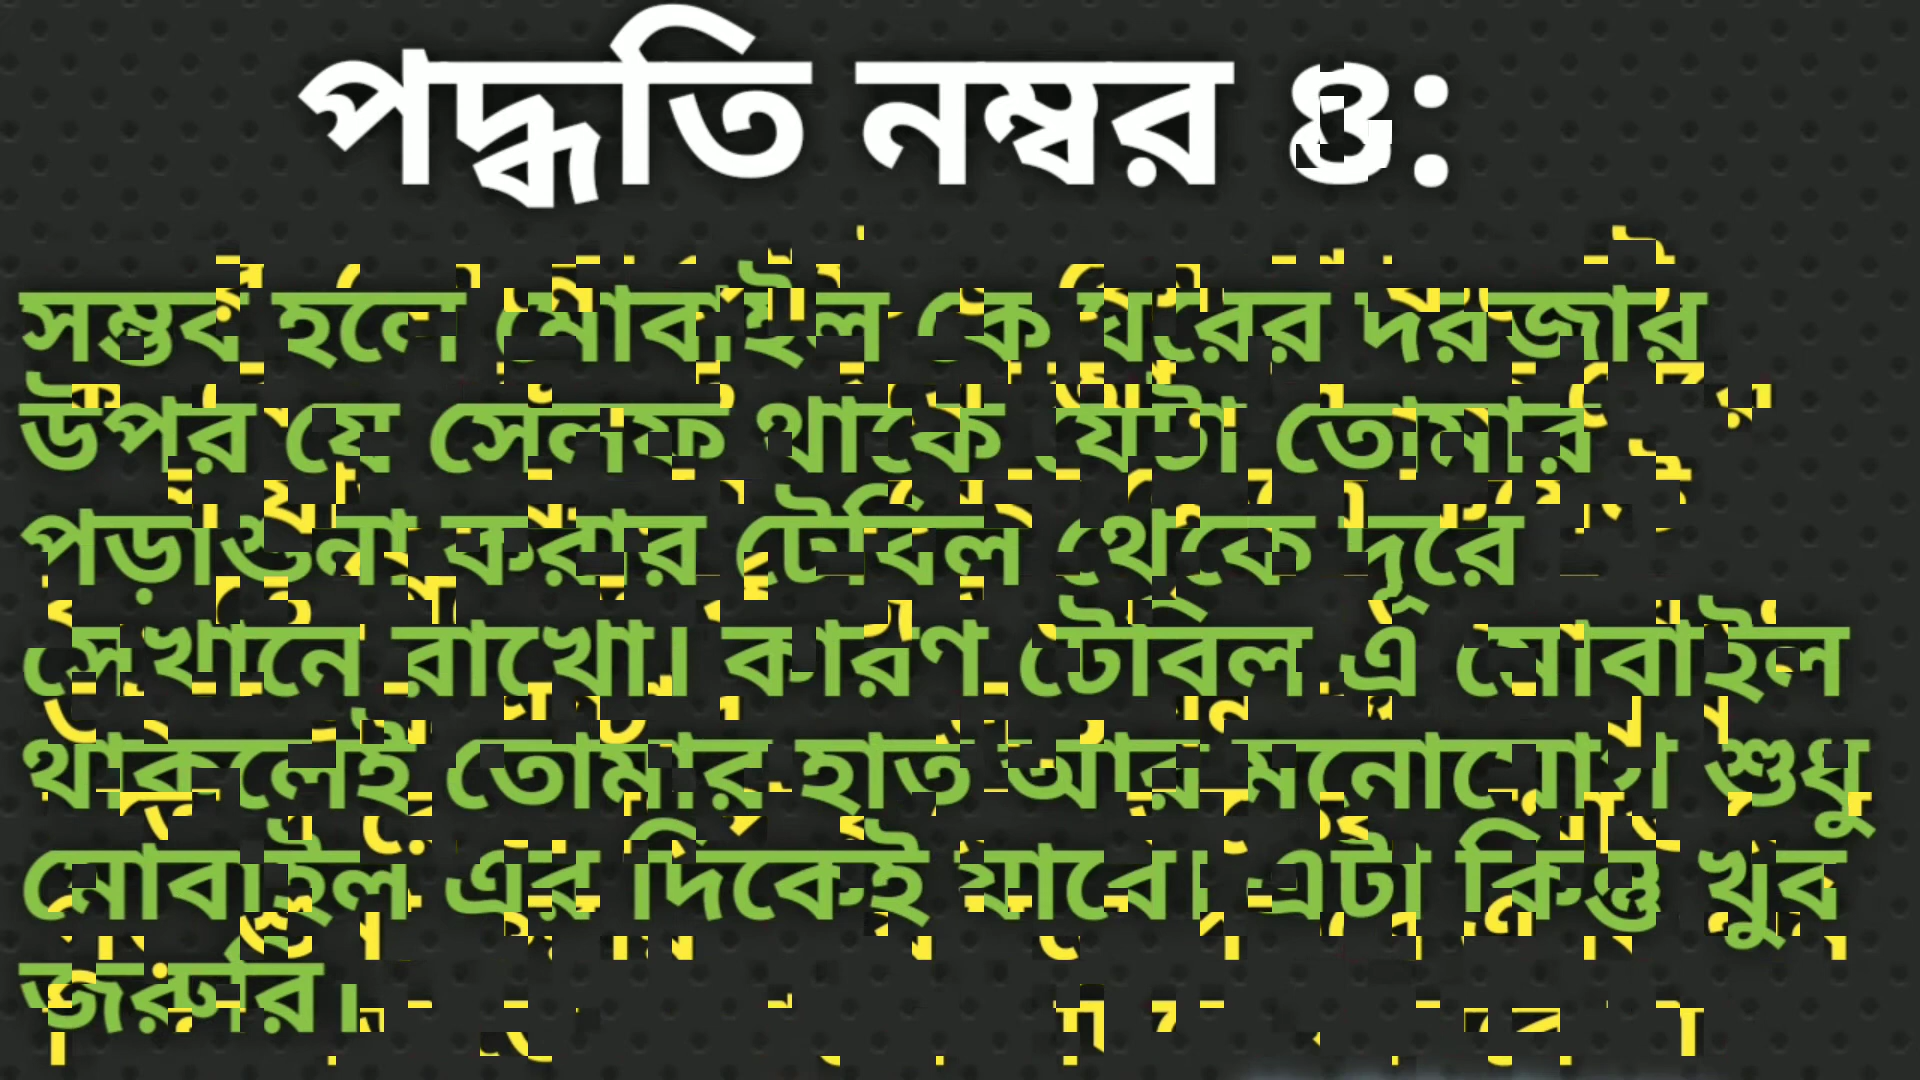 পদ্ধতি নম্বর ৪:
সম্ভব হলে মোবাইল কে ঘরের দরজার
উপর যে সেলফ থাকে যেটা তোমার
পড়াশুনা করার টেবিল থেকে দূরে
সেখানে রাখো। কারণ টেবিল এ মোবাইল
থাকলেই তোমার হাত আর মনোযোগ শুধু
মোবাইল এর দিকেই যাবে। এটা কিন্তু খুব
জরুরি।